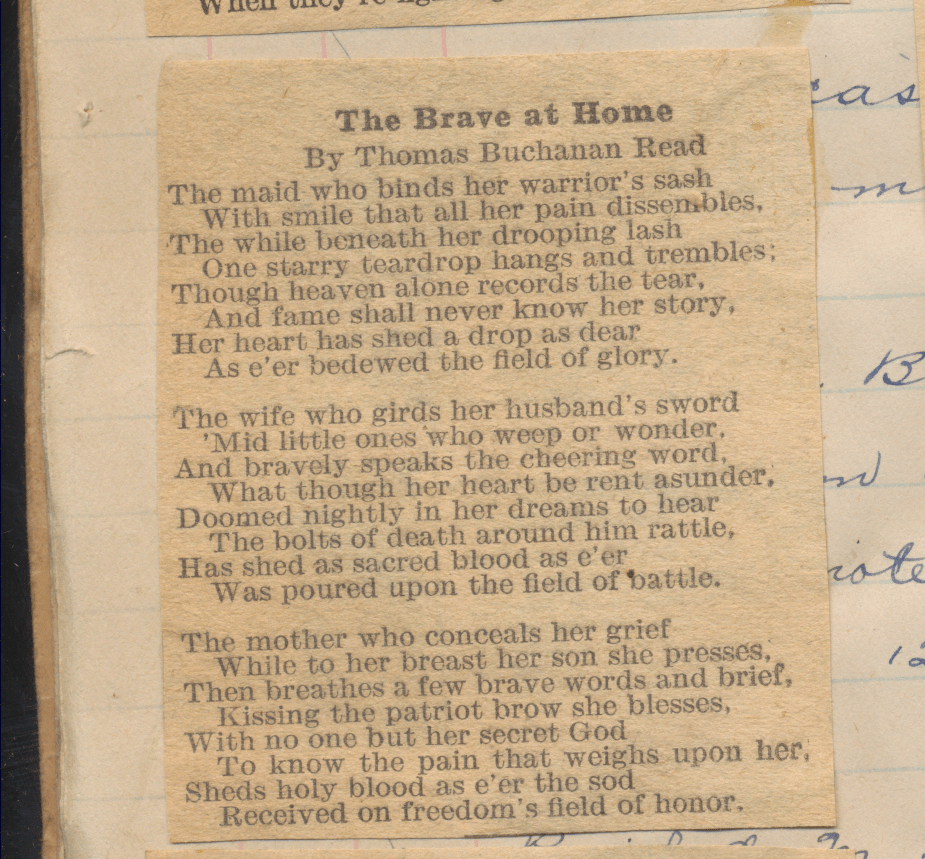 When they're
The Brave at Home
By Thomas Buchanan Read
The maid who binds her warrior's sash
With smile that all her pain dissembles,
The while beneath her drooping lash
One starry teardrop hangs and trembles;
Though heaven alone records the tear,
And fame shall never know her story,
Her heart has shed a drop as dear
As e'er bedewed the field of glory.
The wife who girds her husband's sword
'Mid little ones who weep or wonder,
And bravely speaks the cheering word,
What though her heart be rent asunder,
Doomed nightly in her dreams to hear
The bolts of death around him rattle,
Has shed as sacred blood as e'er
Was poured upon the field of battle.
The mother who conceals her grief
While to her breast her son she presses,
Then breathes a few brave words and brief,
Kissing the patriot brow she blesses,
With no one but her secret God
To know the pain that weighs upon her,
Sheds holy blood as e'er the sod
Received on freedom's field of honor.